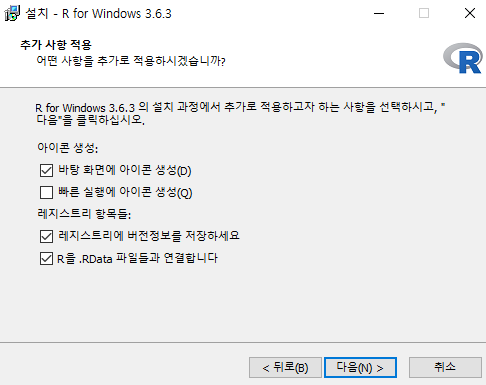 설치 - R for Windows 3.6.3
추가 사항 적용
어떤 사항을 추가로 적용하시겠습니까?
R
R for Windows 3.6.3 의 설치 과정에서 추가로 적용하고자 하는 사항을 선택하시고, "
다음"을 클릭하십시오.
아이콘 생성:
바탕 화면에 아이콘 생성(D)
빠른 실행에 아이콘 생성(Q)
레지스트리 항목들:
레지스트리에 버전정보를 저장하세요
R을 .RData 파일들과 연결합니다
< 뒤로(B) 다음(N) > 취소